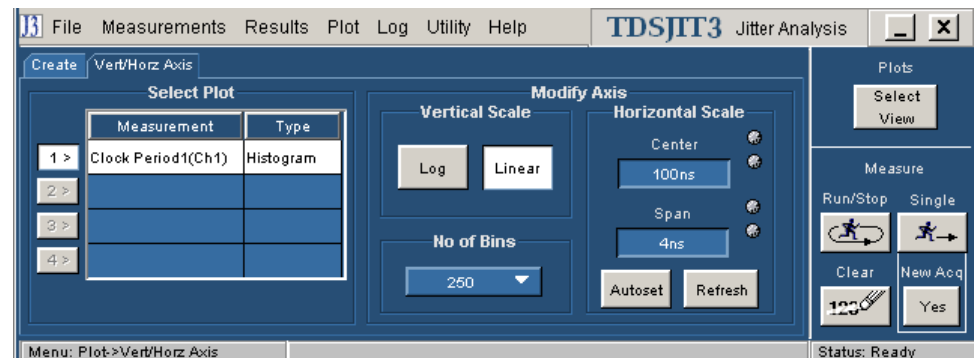 J3 File Measurements Results Plot Log Utility Help TDSJIT3 Jitter Analysis
Create Vert/Horz Axis
Select Plot
Measurement Type
1 > Clock Period1(Ch1) Histogram
2 >
3 >
4 >
Modify Axis
Vertical Scale
Log Linear
No of Bins
250
Horizontal Scale
Center
100ns
Span
4ns
Autoset Refresh
Plots
Select View
Measure
Run/Stop Single
Clear New Acq
123 Yes
Menu: Plot->Vert/Horz Axis Status: Ready